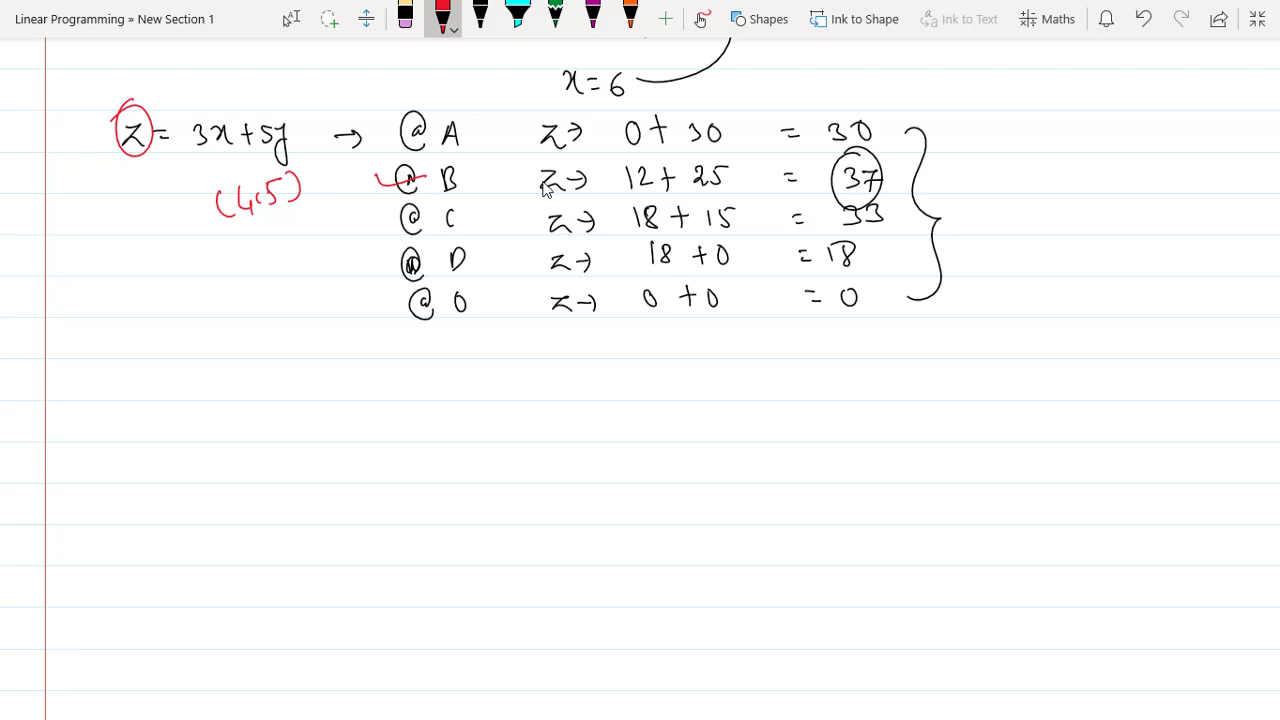 Linear Programming » New Section 1
Shapes
Ink to Shape
Ink to Text
Maths
x = 6
z = 3x + 5y → @ A z → 0 + 30 = 30
@ B z → 12 + 25 = 37
(4,5)
@ C z → 18 + 15 = 33
@ D z → 18 + 0 = 18
@ O z → 0 + 0 = 0